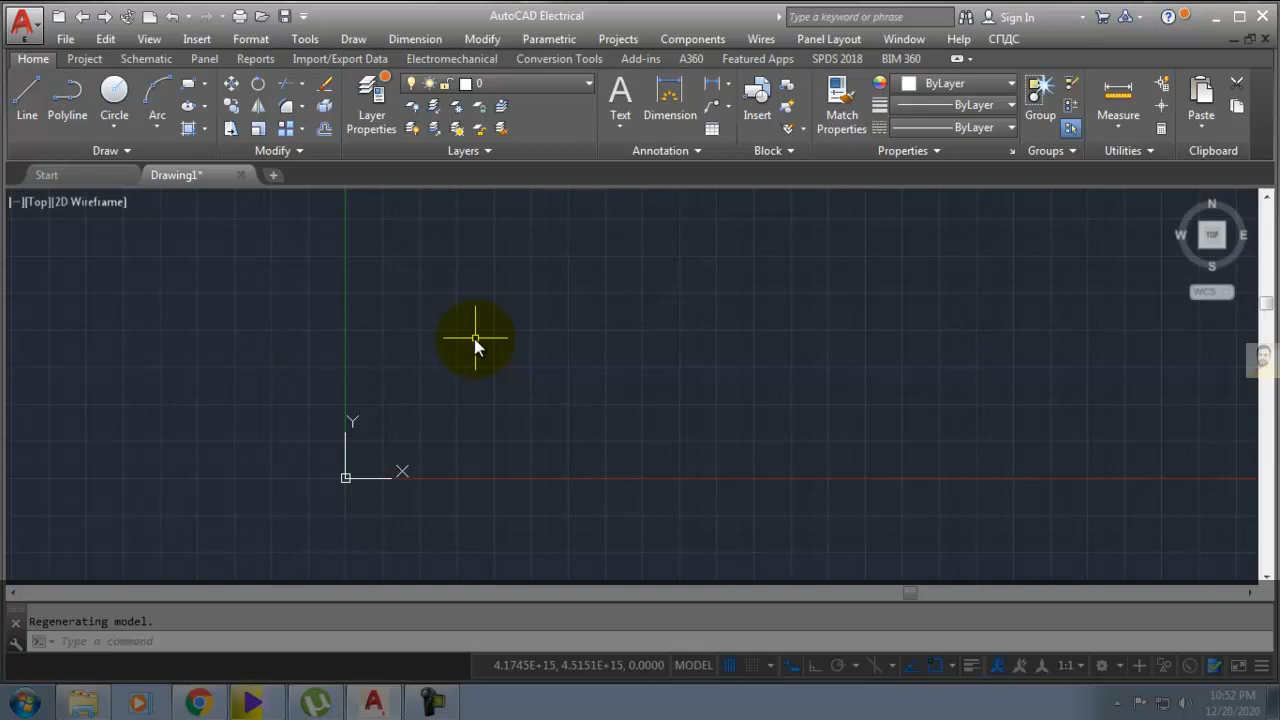 AutoCAD Electrical
Type a keyword or phrase
Sign In
File Edit View Insert Format Tools Draw Dimension Modify Parametric Projects Components Wires Panel Layout Window Help СПДС
Home Project Schematic Panel Reports Import/Export Data Electromechanical Conversion Tools Add-ins A360 Featured Apps SPDS 2018 BIM 360
0
ByLayer
ByLayer
ByLayer
Line Polyline Circle Arc Layer Properties Text Dimension Insert Match Properties Group Measure Paste
Draw Modify Layers Annotation Block Properties Groups Utilities Clipboard
Start Drawing1*
[−][Top][2D Wireframe]
N
W TOP E
S
WCS
Y
X
Regenerating model.
Type a command
4.1745E+15, 4.5151E+15, 0.0000 MODEL 1:1
10:52 PM
12/20/2020